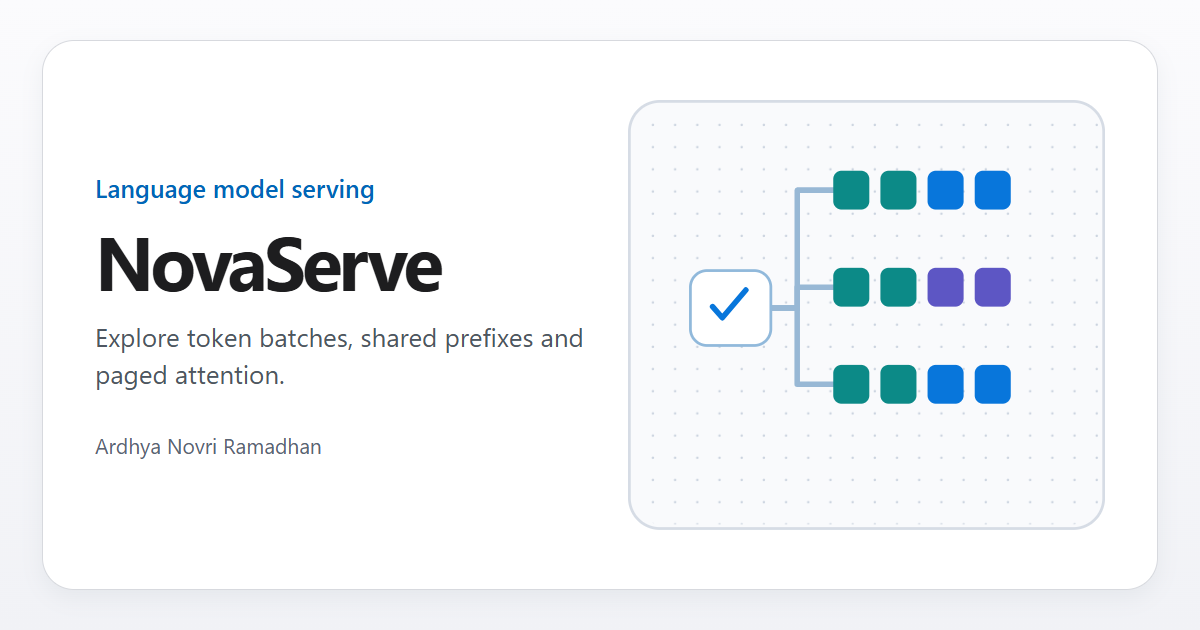 Language model serving
NovaServe
Explore token batches, shared prefixes and
paged attention.
Ardhya Novri Ramadhan